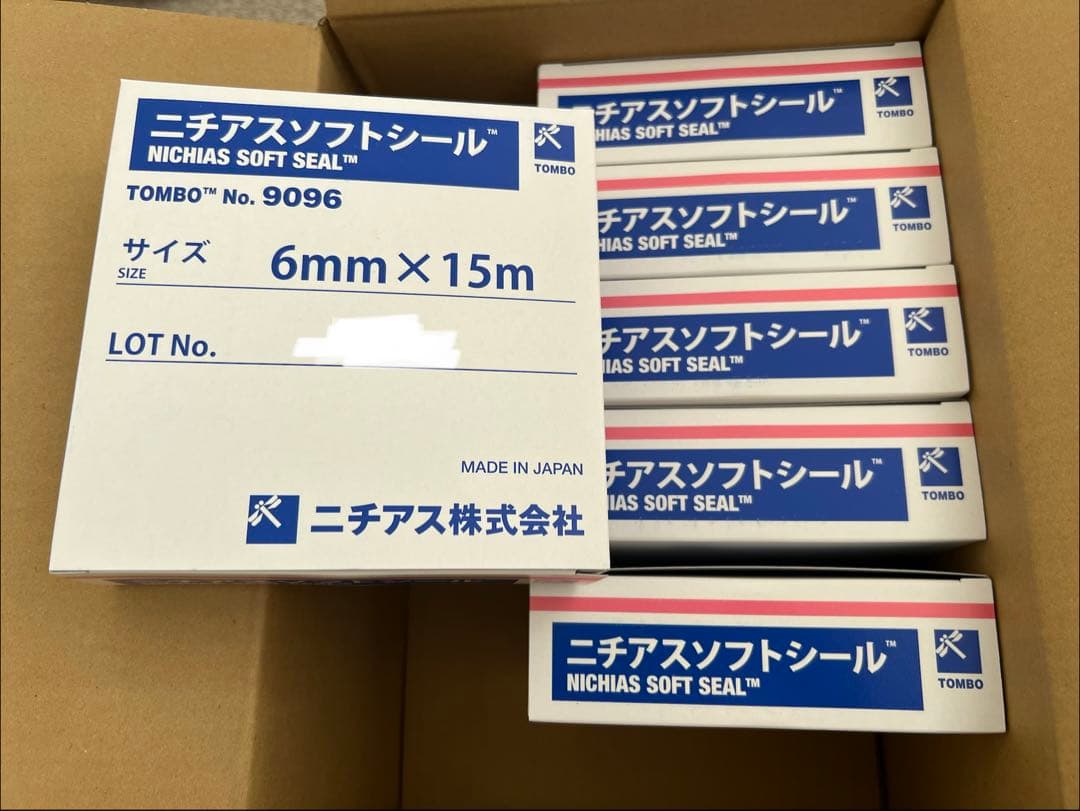 ニチアスソフトシール™
NICHIAS SOFT SEAL™
TOMBO
TOMBO™ No. 9096
サイズ
SIZE
6mm×15m
LOT No.
MADE IN JAPAN
ニチアス株式会社
ニチアスソフトシール™
NICHIAS SOFT SEAL™
TOMBO
チアスソフトシール™
HIAS SOFT SEAL™
TOMBO
チアスソフトシール™
IAS SOFT SEAL™
TOMBO
チアスソフトシール™
IAS SOFT SEAL™
TOMBO
ニチアスソフトシール™
NICHIAS SOFT SEAL™
TOMBO